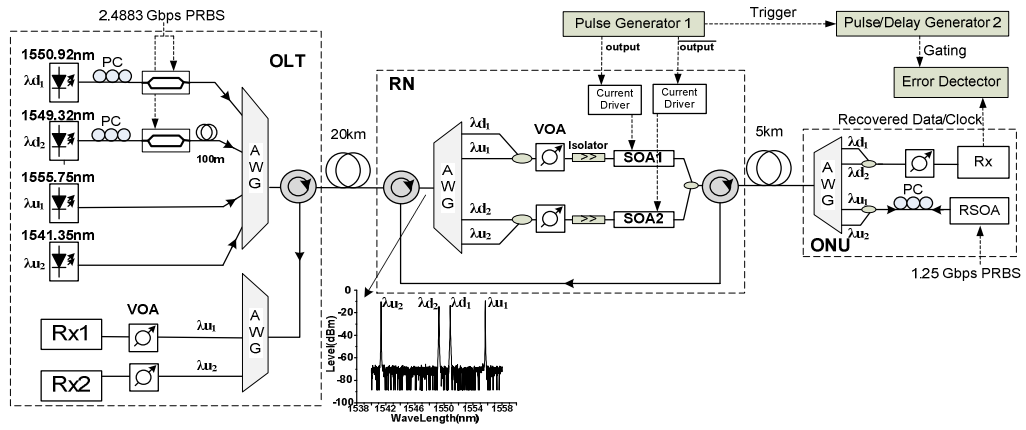 2.4883 Gbps PRBS
Pulse Generator 1
Trigger
Pulse/Delay Generator 2
output
output
Gating
Error Dectector
OLT
RN
1550.92nm
PC
λd₁
1549.32nm
PC
λd₂
100m
1555.75nm
λu₁
1541.35nm
λu₂
AWG
20km
Current Driver
Current Driver
λd₁
λu₁
VOA
Isolator
SOA1
AWG
λd₂
λu₂
SOA2
5km
Recovered Data/Clock
λd₁
λd₂
Rx
AWG
λu₁
λu₂
PC
RSOA
ONU
1.25 Gbps PRBS
VOA
Rx1
λu₁
Rx2
λu₂
AWG
λu₂
λd₂
λd₁
λu₁
Level(dBm)
0
-20
-40
-60
-80
-100
1538
1542
1546
1550
1554
1558
WaveLength(nm)